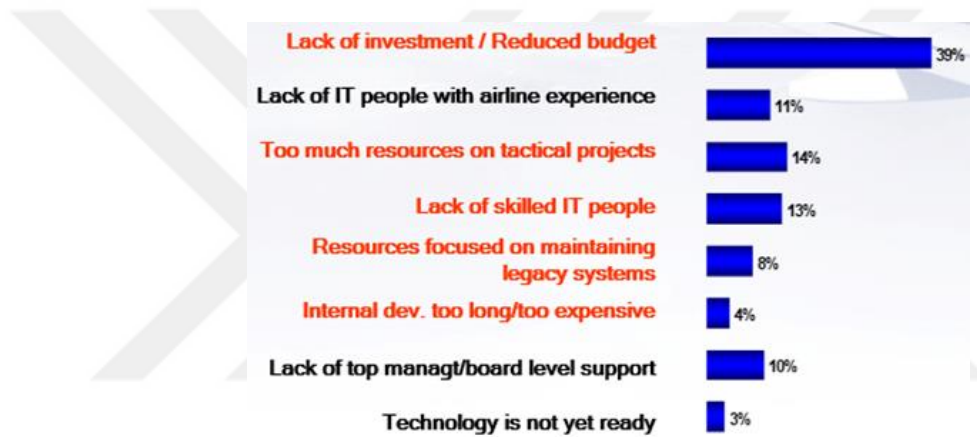 Lack of investment / Reduced budget
39%
Lack of IT people with airline experience
11%
Too much resources on tactical projects
14%
Lack of skilled IT people
13%
Resources focused on maintaining
legacy systems
8%
Internal dev. too long/too expensive
4%
Lack of top managt/board level support
10%
Technology is not yet ready
3%